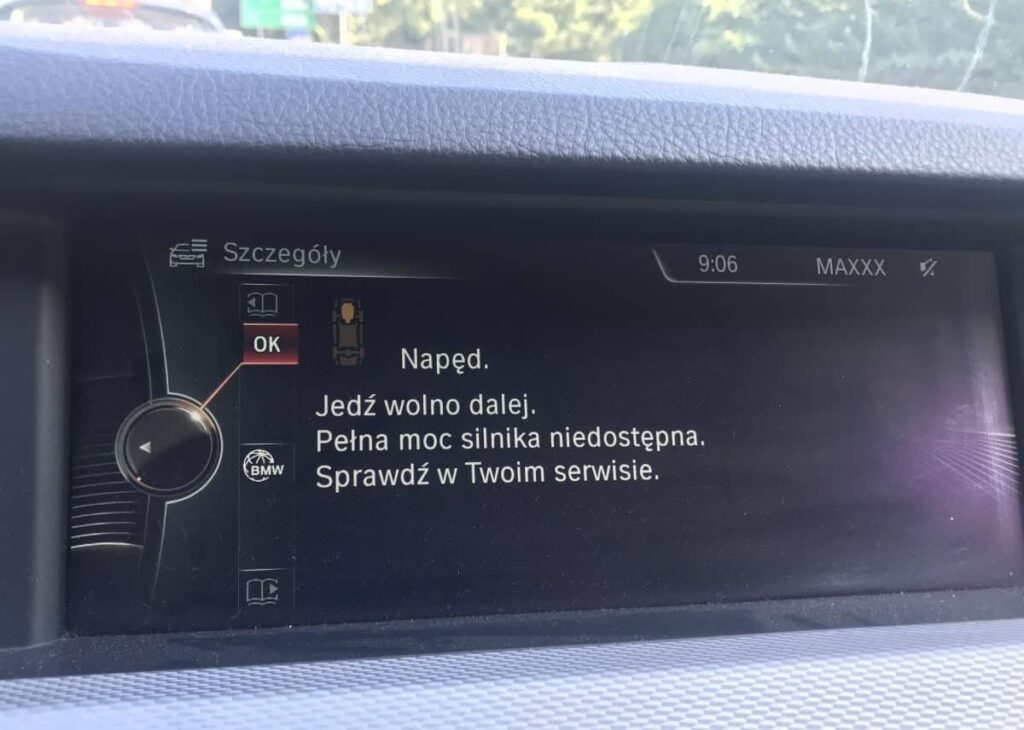 Szczegóły
9:06 MAXXX
OK
Napęd.
Jedź wolno dalej.
Pełna moc silnika niedostępna.
BMW
Sprawdź w Twoim serwisie.